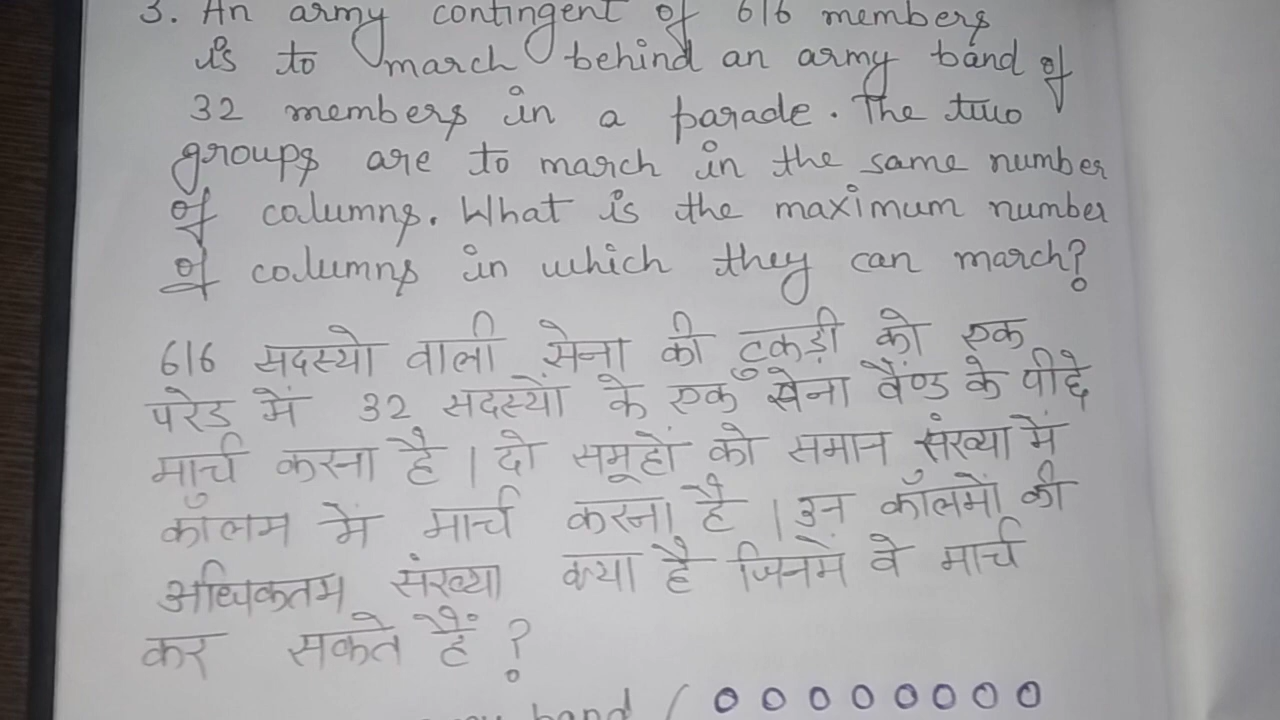 3. An army contingent of 616 members
is to march behind an army band of
32 members in a parade. The two
groups are to march in the same number
of columns. What is the maximum number
of columns in which they can march?
616 सदस्यो वाली सेना की टुकड़ी को एक
परेड में 32 सदस्यों के एक सेना बैण्ड के पीछे
मार्च करना है । दो समूहों को समान संख्या में
कॉलम में मार्च करना है । उन कॉलमों की
अधिकतम संख्या क्या है जिनमें वे मार्च
कर सकते हैं ?
band